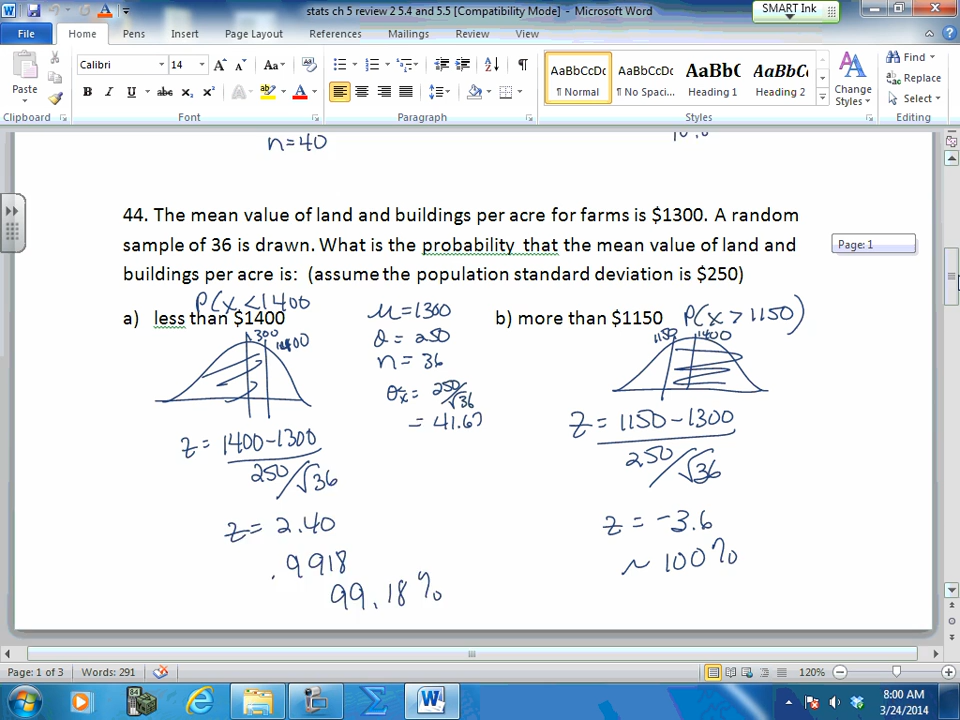 stats ch 5 review 2 5.4 and 5.5 [Compatibility Mode] - Microsoft Word
SMART Ink
File Home Pens Insert Page Layout References Mailings Review View
Paste
Calibri 14
Aa
B I U abc x₂ x²
A ab A
AaBbCcDc AaBbCcDc AaBbC AaBbCc
¶ Normal ¶ No Spaci... Heading 1 Heading 2
Change Styles
Find
Replace
Select
Clipboard Font Paragraph Styles Editing
n=40
44. The mean value of land and buildings per acre for farms is $1300. A random
sample of 36 is drawn. What is the probability that the mean value of land and
buildings per acre is: (assume the population standard deviation is $250)
Page: 1
P(x<1400
a) less than $1400
μ=1300
σ = 250
n = 36
σx̄ = 250/√36
= 41.67
b) more than $1150
P(x>1150)
1300 1400
1150 1400
z = 1400-1300
250/√36
z = 2.40
.9918
99.18%
z = 1150-1300
250/√36
z = -3.6
~ 100%
Page: 1 of 3 Words: 291 120%
8:00 AM
3/24/2014